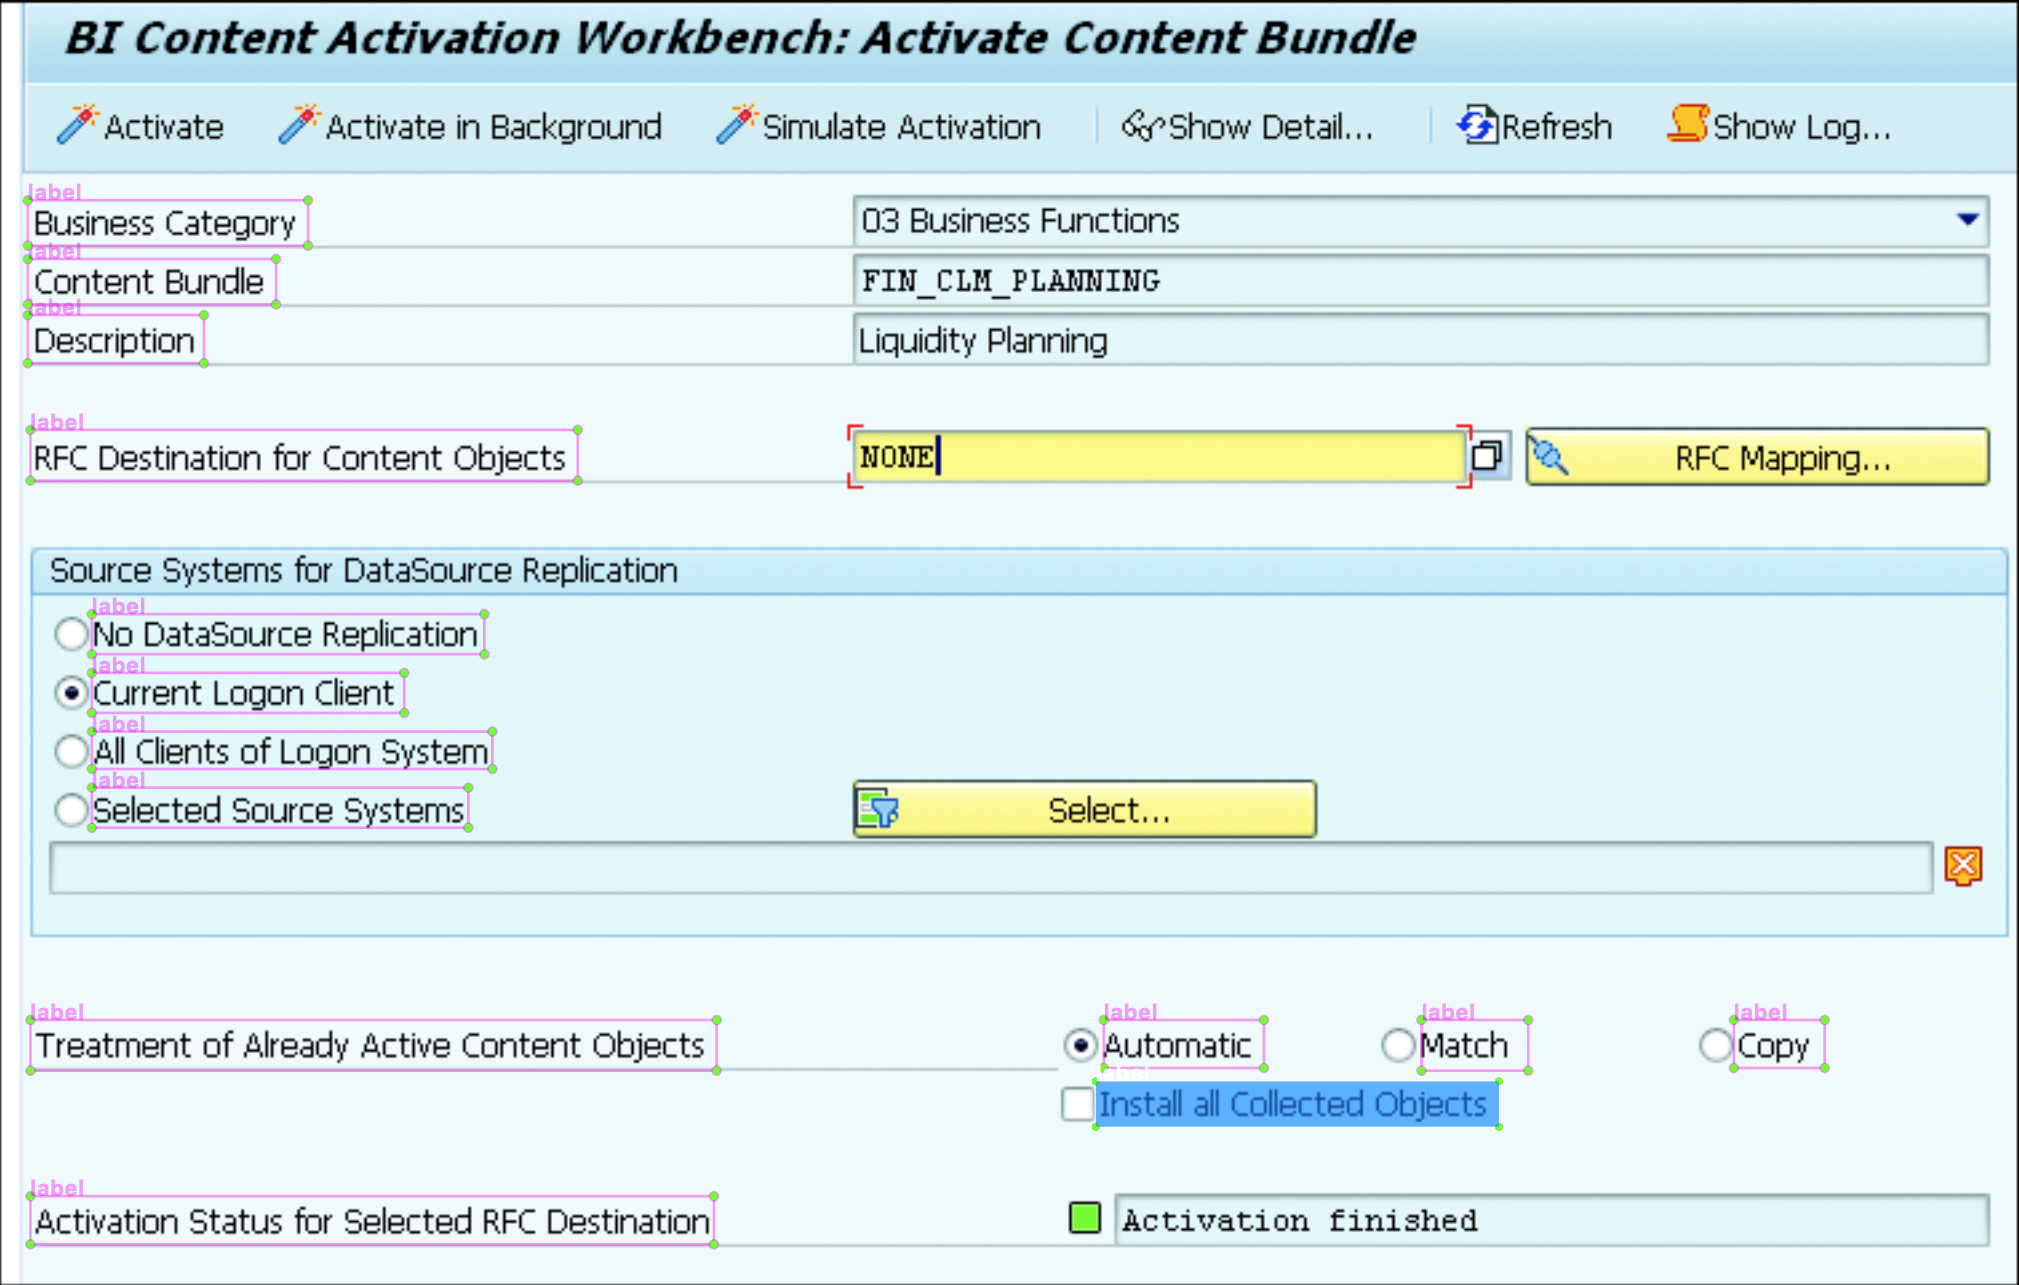 BI Content Activation Workbench: Activate Content Bundle
Activate Activate in Background Simulate Activation Show Detail... Refresh Show Log...
label
Business Category 03 Business Functions
label
Content Bundle FIN_CLM_PLANNING
label
Description Liquidity Planning
label
RFC Destination for Content Objects NONE RFC Mapping...
Source Systems for DataSource Replication
label
No DataSource Replication
label
Current Logon Client
label
All Clients of Logon System
label
Selected Source Systems Select...
label label label label
Treatment of Already Active Content Objects Automatic Match Copy
label
Install all Collected Objects
label
Activation Status for Selected RFC Destination Activation finished